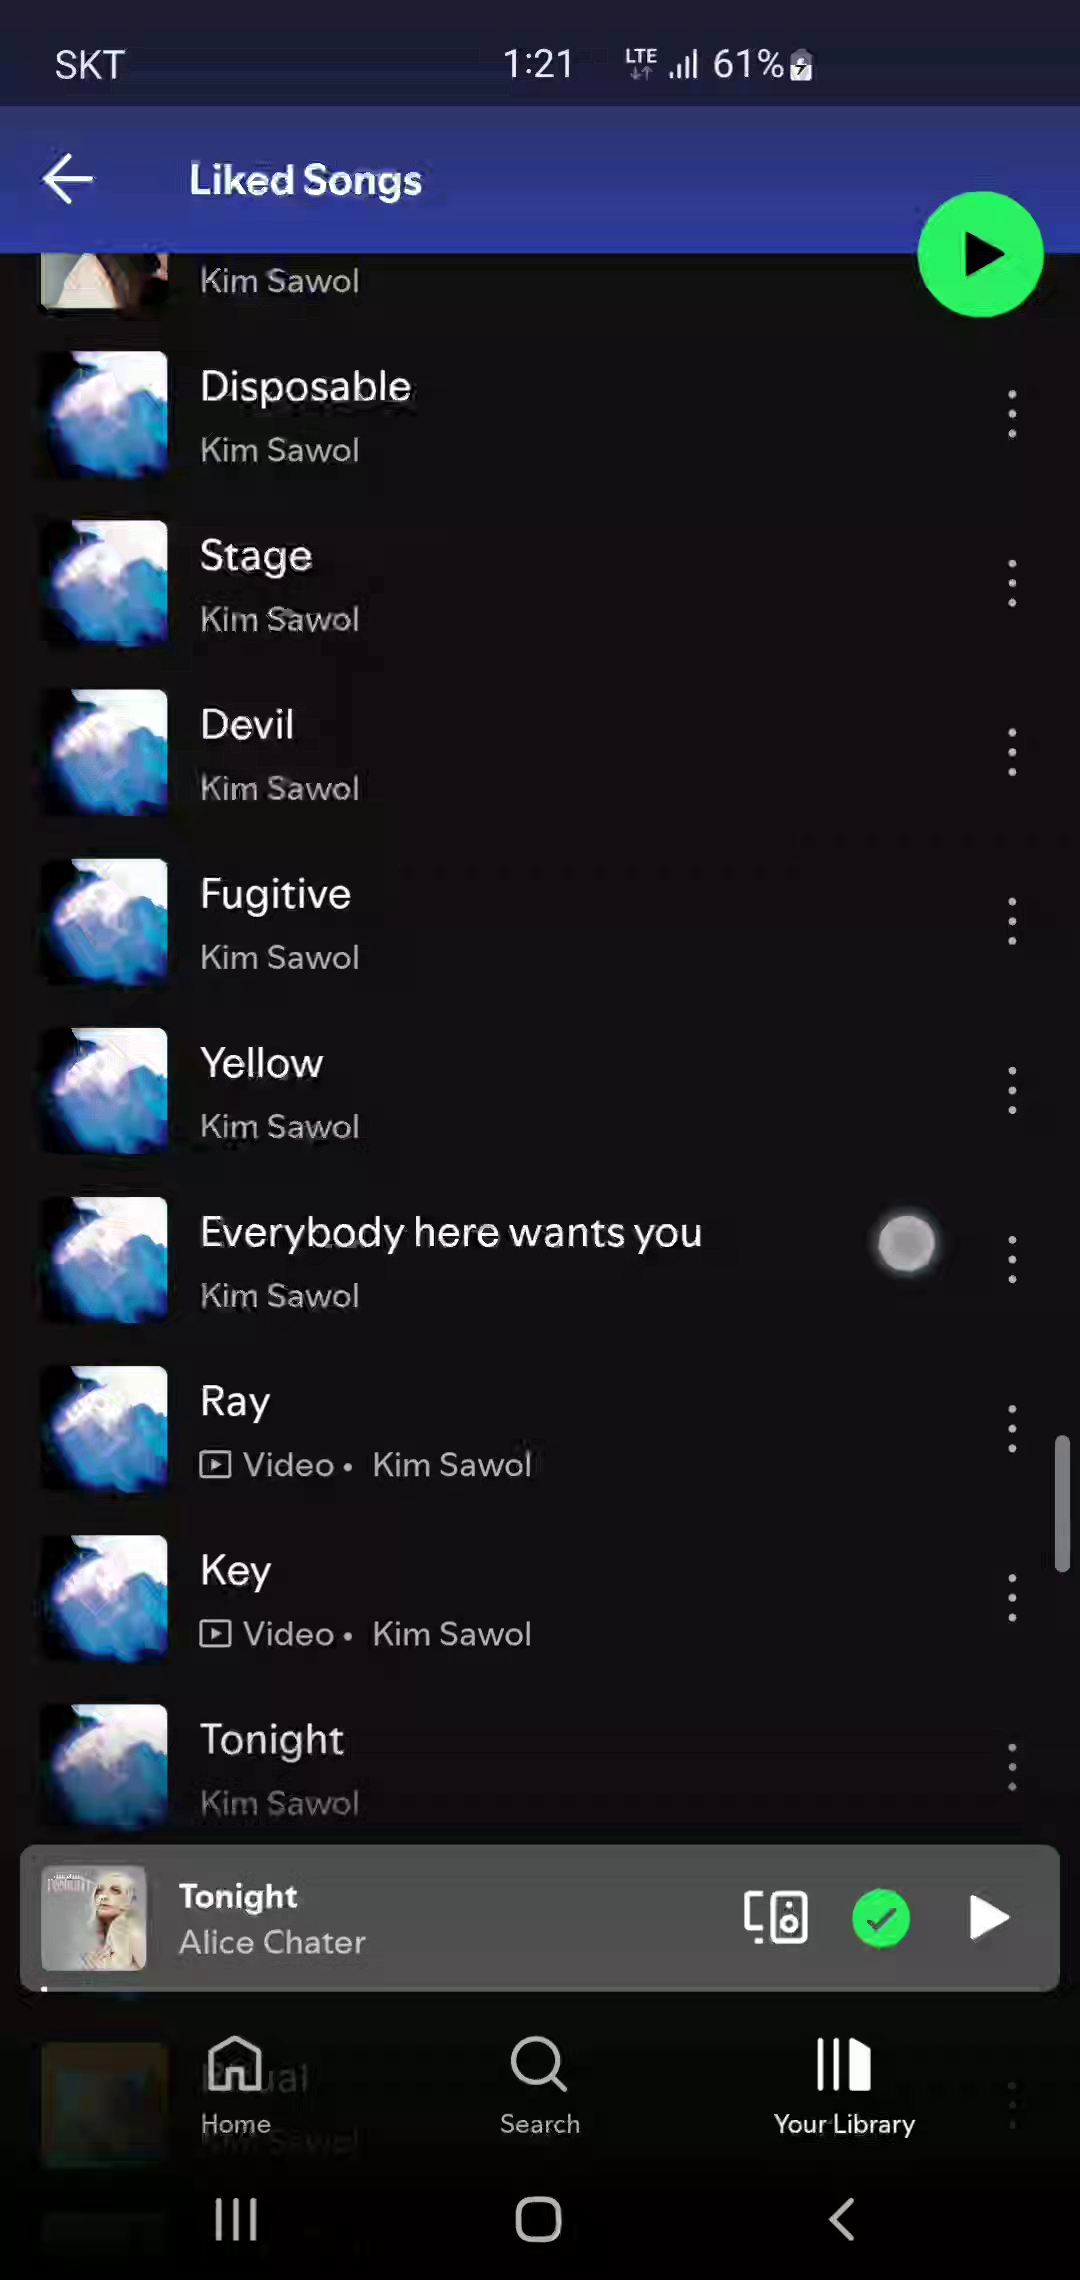 SKT 1:21 LTE 61%
Liked Songs
Kim Sawol
Disposable
Kim Sawol
Stage
Kim Sawol
Devil
Kim Sawol
Fugitive
Kim Sawol
Yellow
Kim Sawol
Everybody here wants you
Kim Sawol
Ray
Video • Kim Sawol
Key
Video • Kim Sawol
Tonight
Kim Sawol
Tonight
Alice Chater
Home Search Your Library